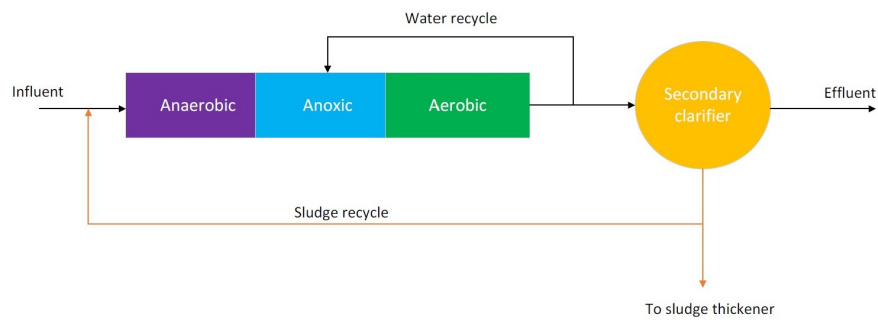 Water recycle
Influent
Anaerobic
Anoxic
Aerobic
Secondary
clarifier
Effluent
Sludge recycle
To sludge thickener